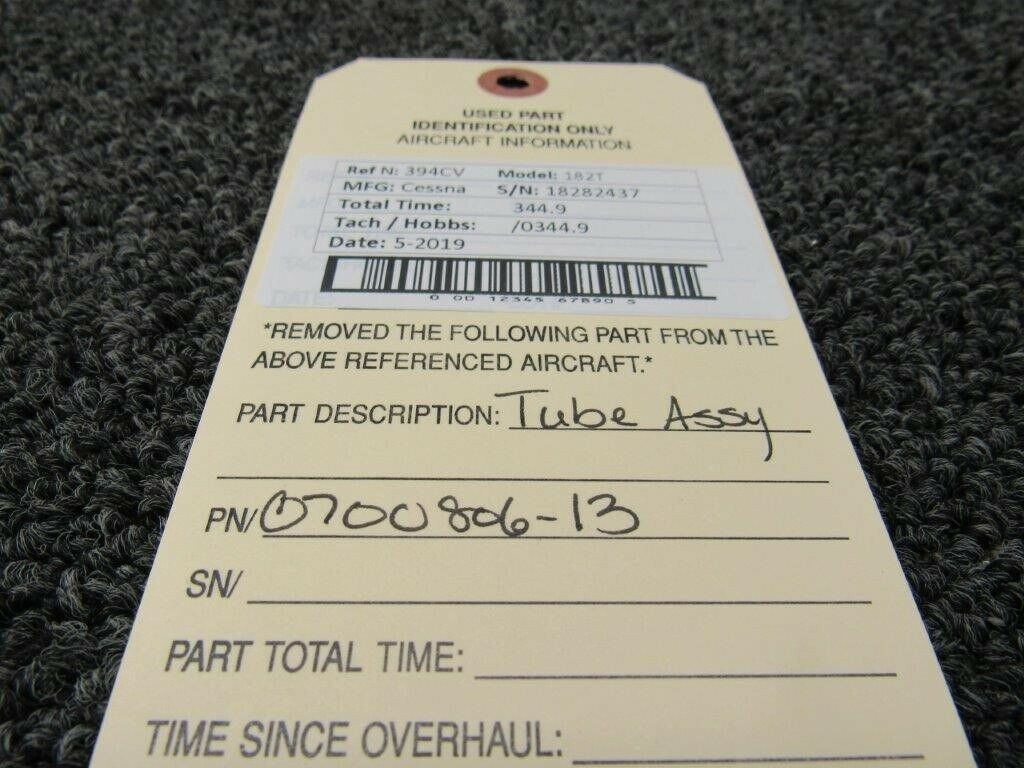 USED PART
IDENTIFICATION ONLY
AIRCRAFT INFORMATION
Ref N: 394CV Model: 182T
MFG: Cessna S/N: 18282437
Total Time: 344.9
Tach / Hobbs: /0344.9
Date: 5-2019
0 00 12345 67890 5
DATE:
*REMOVED THE FOLLOWING PART FROM THE
ABOVE REFERENCED AIRCRAFT.*
PART DESCRIPTION: Tube Assy
PN/ 0700806-13
SN/
PART TOTAL TIME:
TIME SINCE OVERHAUL: